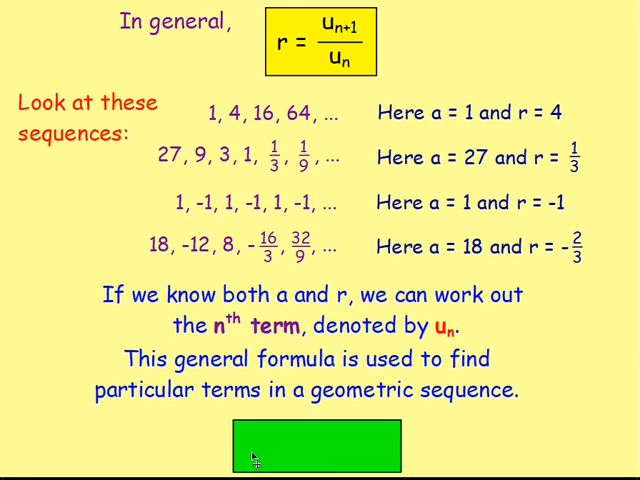 In general, r = uₙ₊₁/uₙ
Look at these
sequences:
1, 4, 16, 64, ... Here a = 1 and r = 4
27, 9, 3, 1, 1/3, 1/9, ... Here a = 27 and r = 1/3
1, -1, 1, -1, 1, -1, ... Here a = 1 and r = -1
18, -12, 8, -16/3, 32/9, ... Here a = 18 and r = -2/3
If we know both a and r, we can work out
the nᵗʰ term, denoted by uₙ.
This general formula is used to find
particular terms in a geometric sequence.